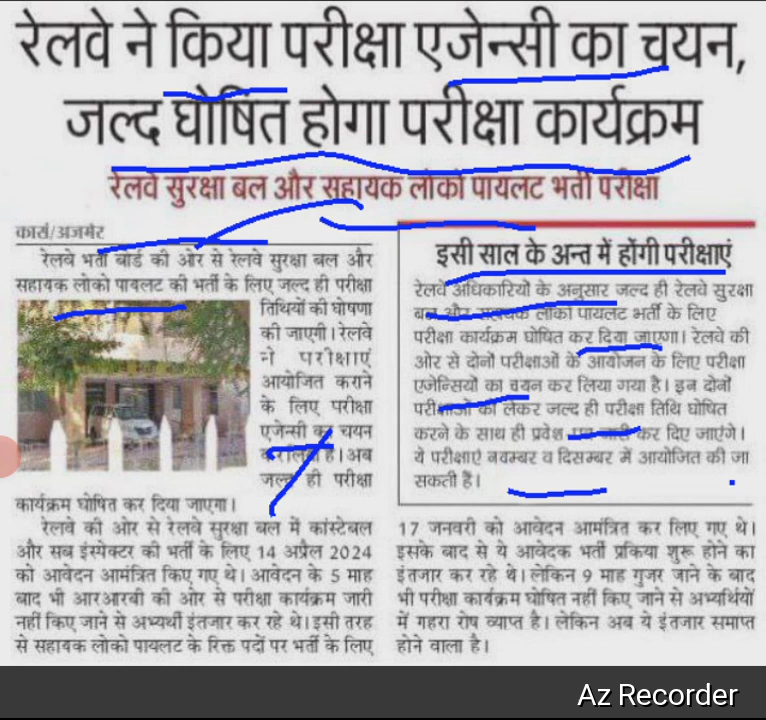 रेलवे ने किया परीक्षा एजेन्सी का चयन,
जल्द घोषित होगा परीक्षा कार्यक्रम
रेलवे सुरक्षा बल और सहायक लोको पायलट भर्ती परीक्षा
कासं/अजमेर
रेलवे भर्ती बोर्ड की ओर से रेलवे सुरक्षा बल और
सहायक लोको पायलट की भर्ती के लिए जल्द ही परीक्षा
तिथियों की घोषणा
की जाएगी। रेलवे
ने परीक्षाएं
आयोजित कराने
के लिए परीक्षा
एजेन्सी का चयन
कर लिया है। अब
जल्द ही परीक्षा
कार्यक्रम घोषित कर दिया जाएगा।
रेलवे की ओर से रेलवे सुरक्षा बल में कांस्टेबल
और सब इंस्पेक्टर की भर्ती के लिए 14 अप्रैल 2024
को आवेदन आमंत्रित किए गए थे। आवेदन के 5 माह
बाद भी आरआरबी की ओर से परीक्षा कार्यक्रम जारी
नहीं किए जाने से अभ्यर्थी इंतजार कर रहे थे। इसी तरह
से सहायक लोको पायलट के रिक्त पदों पर भर्ती के लिए
इसी साल के अन्त में होंगी परीक्षाएं
रेलवे अधिकारियों के अनुसार जल्द ही रेलवे सुरक्षा
बल और सहायक लोको पायलट भर्ती के लिए
परीक्षा कार्यक्रम घोषित कर दिया जाएगा। रेलवे की
ओर से दोनों परीक्षाओं के आयोजन के लिए परीक्षा
एजेन्सियों का चयन कर लिया गया है। इन दोनों
परीक्षाओं को लेकर जल्द ही परीक्षा तिथि घोषित
करने के साथ ही प्रवेश पत्र जारी कर दिए जाएंगे।
ये परीक्षाएं नवम्बर व दिसम्बर में आयोजित की जा
सकती हैं।
17 जनवरी को आवेदन आमंत्रित कर लिए गए थे।
इसके बाद से ये आवेदक भर्ती प्रकिया शुरू होने का
इंतजार कर रहे थे। लेकिन 9 माह गुजर जाने के बाद
भी परीक्षा कार्यक्रम घोषित नहीं किए जाने से अभ्यर्थियों
में गहरा रोष व्याप्त है। लेकिन अब ये इंतजार समाप्त
होने वाला है।
Az Recorder